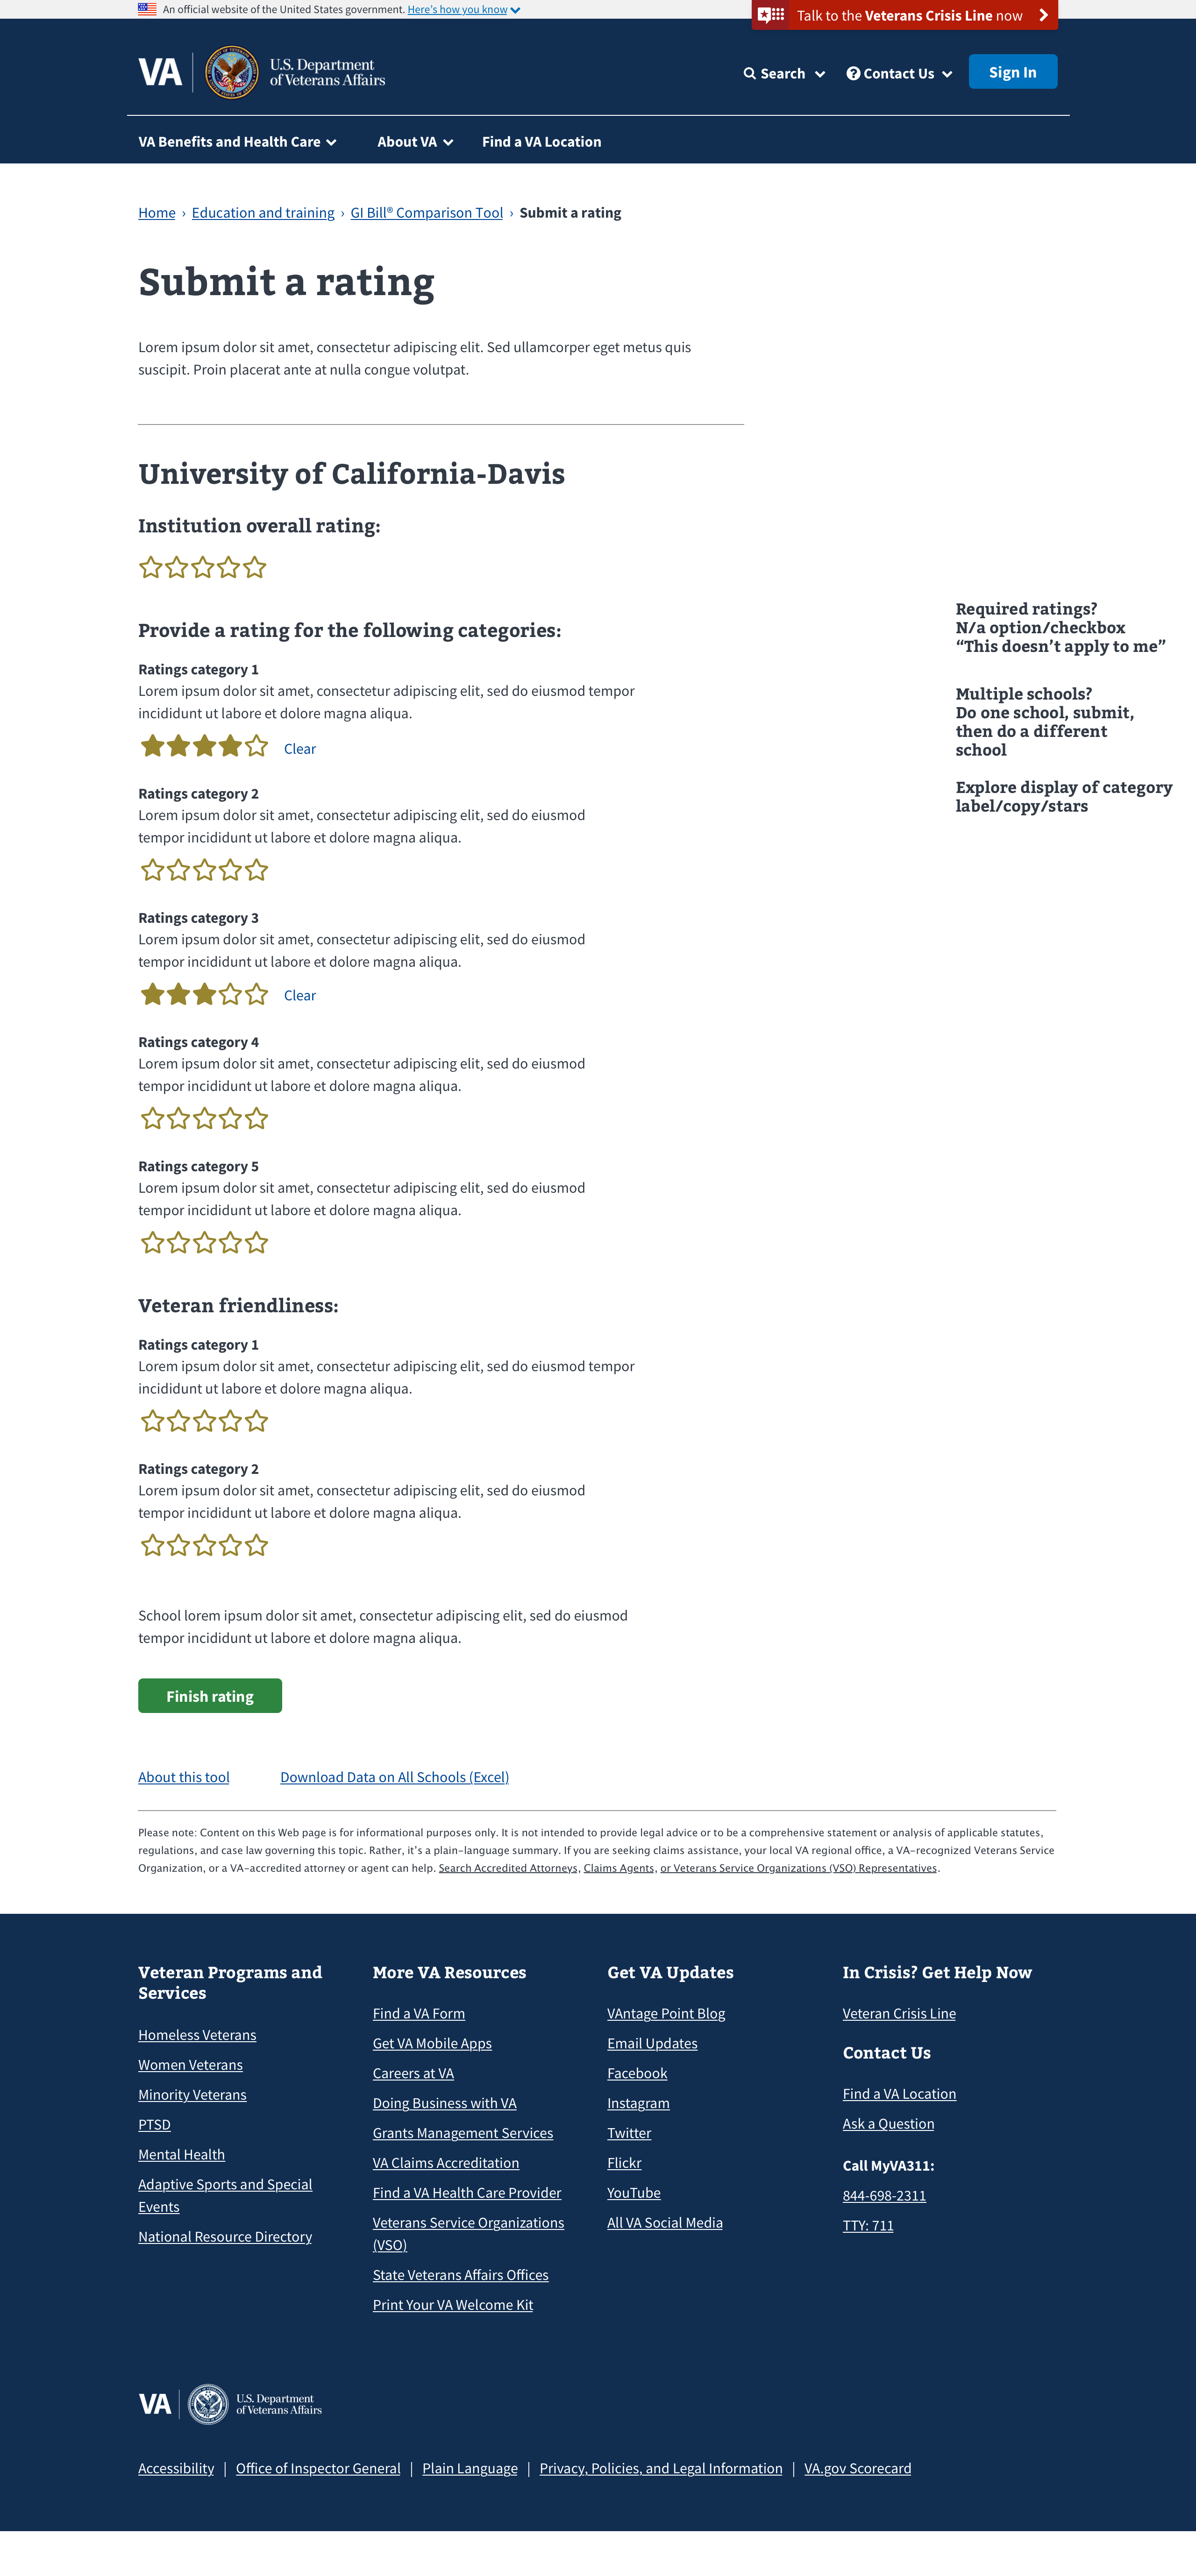 An official website of the United States government. Here's how you know
Talk to the Veterans Crisis Line now
VA
U.S. Department
of Veterans Affairs
Search
Contact Us
Sign In
VA Benefits and Health Care
About VA
Find a VA Location
Home › Education and training › GI Bill® Comparison Tool › Submit a rating
Submit a rating
Lorem ipsum dolor sit amet, consectetur adipiscing elit. Sed ullamcorper eget metus quis
suscipit. Proin placerat ante at nulla congue volutpat.
University of California-Davis
Institution overall rating:
Provide a rating for the following categories:
Ratings category 1
Lorem ipsum dolor sit amet, consectetur adipiscing elit, sed do eiusmod tempor
incididunt ut labore et dolore magna aliqua.
Clear
Ratings category 2
Lorem ipsum dolor sit amet, consectetur adipiscing elit, sed do eiusmod
tempor incididunt ut labore et dolore magna aliqua.
Ratings category 3
Lorem ipsum dolor sit amet, consectetur adipiscing elit, sed do eiusmod
tempor incididunt ut labore et dolore magna aliqua.
Clear
Ratings category 4
Lorem ipsum dolor sit amet, consectetur adipiscing elit, sed do eiusmod
tempor incididunt ut labore et dolore magna aliqua.
Ratings category 5
Lorem ipsum dolor sit amet, consectetur adipiscing elit, sed do eiusmod
tempor incididunt ut labore et dolore magna aliqua.
Veteran friendliness:
Ratings category 1
Lorem ipsum dolor sit amet, consectetur adipiscing elit, sed do eiusmod tempor
incididunt ut labore et dolore magna aliqua.
Ratings category 2
Lorem ipsum dolor sit amet, consectetur adipiscing elit, sed do eiusmod
tempor incididunt ut labore et dolore magna aliqua.
School lorem ipsum dolor sit amet, consectetur adipiscing elit, sed do eiusmod
tempor incididunt ut labore et dolore magna aliqua.
Finish rating
Required ratings?
N/a option/checkbox
“This doesn’t apply to me”
Multiple schools?
Do one school, submit,
then do a different
school
Explore display of category
label/copy/stars
About this tool
Download Data on All Schools (Excel)
Please note: Content on this Web page is for informational purposes only. It is not intended to provide legal advice or to be a comprehensive statement or analysis of applicable statutes,
regulations, and case law governing this topic. Rather, it’s a plain-language summary. If you are seeking claims assistance, your local VA regional office, a VA-recognized Veterans Service
Organization, or a VA-accredited attorney or agent can help. Search Accredited Attorneys, Claims Agents, or Veterans Service Organizations (VSO) Representatives.
Veteran Programs and
Services
Homeless Veterans
Women Veterans
Minority Veterans
PTSD
Mental Health
Adaptive Sports and Special
Events
National Resource Directory
More VA Resources
Find a VA Form
Get VA Mobile Apps
Careers at VA
Doing Business with VA
Grants Management Services
VA Claims Accreditation
Find a VA Health Care Provider
Veterans Service Organizations
(VSO)
State Veterans Affairs Offices
Print Your VA Welcome Kit
Get VA Updates
VAntage Point Blog
Email Updates
Facebook
Instagram
Twitter
Flickr
YouTube
All VA Social Media
In Crisis? Get Help Now
Veteran Crisis Line
Contact Us
Find a VA Location
Ask a Question
Call MyVA311:
844-698-2311
TTY: 711
VA
U.S. Department
of Veterans Affairs
Accessibility | Office of Inspector General | Plain Language | Privacy, Policies, and Legal Information | VA.gov Scorecard